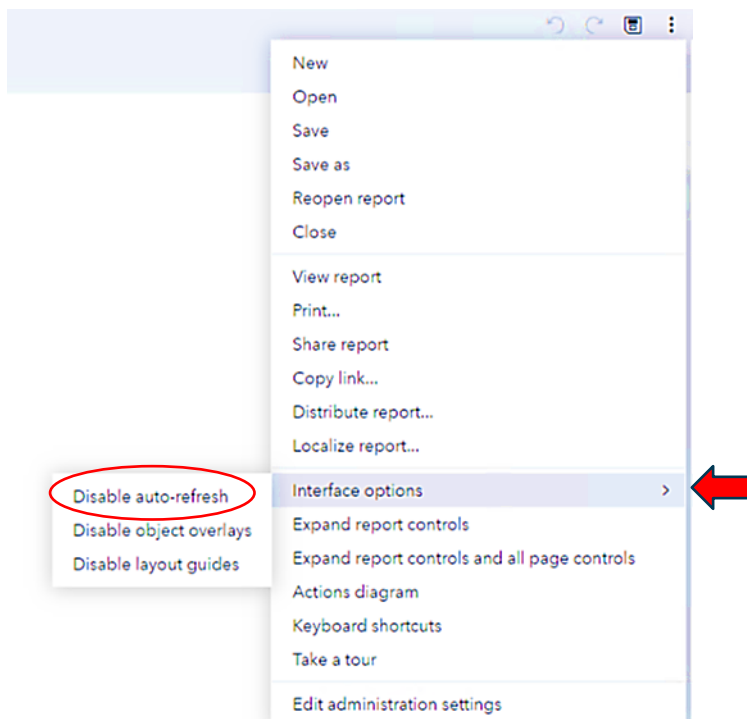 New
Open
Save
Save as
Reopen report
Close
View report
Print...
Share report
Copy link...
Distribute report...
Localize report...
Interface options
Disable auto-refresh
Disable object overlays
Disable layout guides
Expand report controls
Expand report controls and all page controls
Actions diagram
Keyboard shortcuts
Take a tour
Edit administration settings